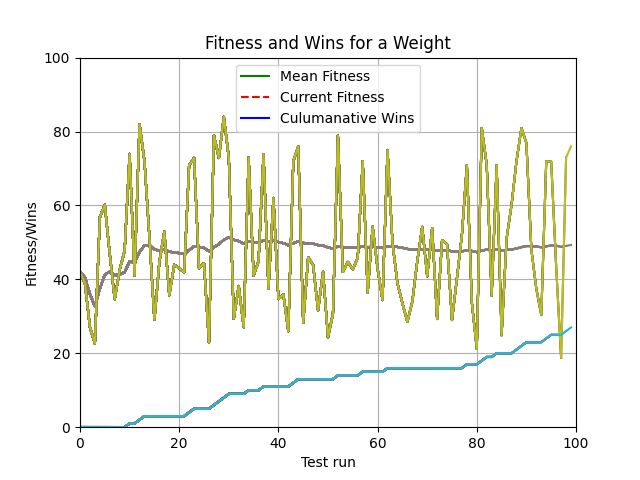 Fitness and Wins for a Weight
Mean Fitness
Current Fitness
Culumanative Wins
Fitness/Wins
100
80
60
40
20
0
0 20 40 60 80 100
Test run